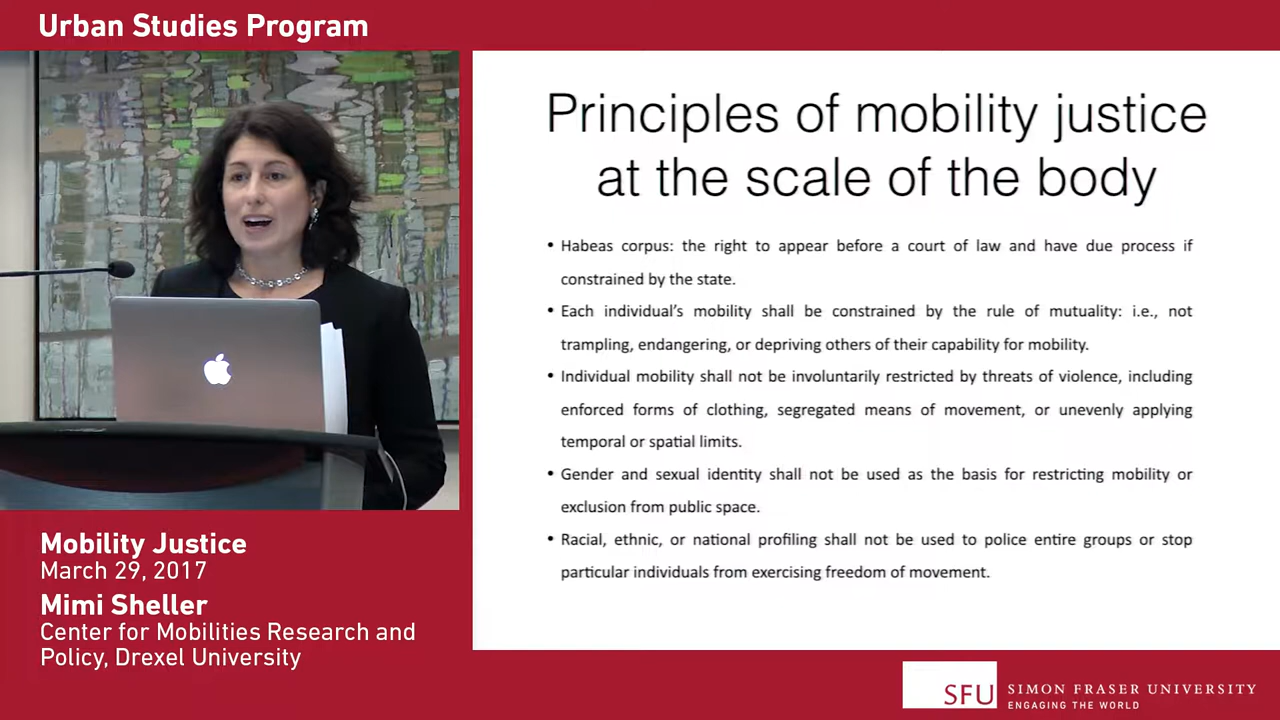 Urban Studies Program
Principles of mobility justice
at the scale of the body
• Habeas corpus: the right to appear before a court of law and have due process if
constrained by the state.
• Each individual's mobility shall be constrained by the rule of mutuality: i.e., not
trampling, endangering, or depriving others of their capability for mobility.
• Individual mobility shall not be involuntarily restricted by threats of violence, including
enforced forms of clothing, segregated means of movement, or unevenly applying
temporal or spatial limits.
• Gender and sexual identity shall not be used as the basis for restricting mobility or
exclusion from public space.
• Racial, ethnic, or national profiling shall not be used to police entire groups or stop
particular individuals from exercising freedom of movement.
Mobility Justice
March 29, 2017
Mimi Sheller
Center for Mobilities Research and
Policy, Drexel University
SFU
SIMON FRASER UNIVERSITY
ENGAGING THE WORLD